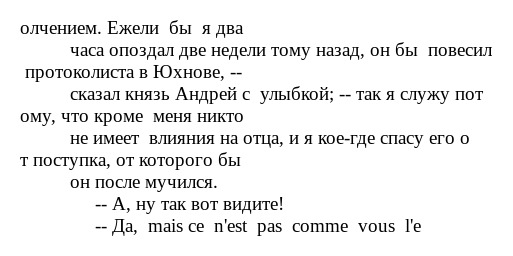 олчением. Ежели  бы  я два
часа опоздал две недели тому назад, он бы  повесил
протоколиста в Юхнове, --
сказал князь Андрей с  улыбкой; -- так я служу пот
ому, что кроме  меня никто
не имеет  влияния на отца, и я кое-где спасу его о
т поступка, от которого бы
он после мучился.
-- А, ну так вот видите!
-- Да,  mais ce  n'est  pas  comme  vous  l'e